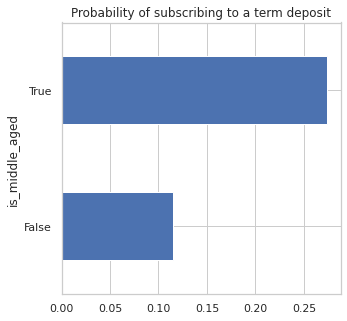 Probability of subscribing to a term deposit
True
is_middle_aged
False
0.00 0.05 0.10 0.15 0.20 0.25